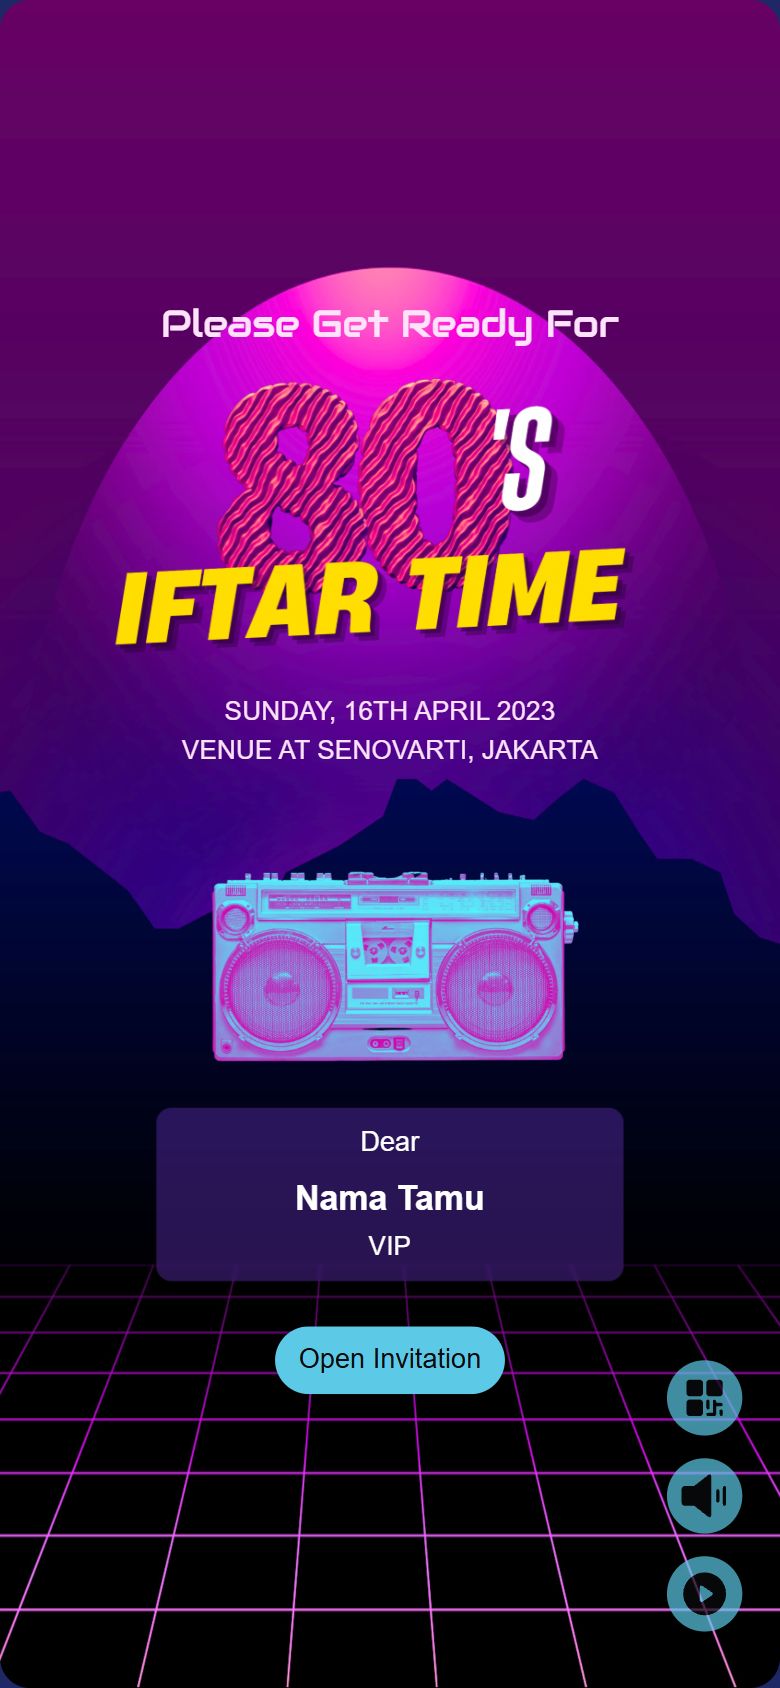 Please Get Ready For
80'S
IFTAR TIME
SUNDAY, 16TH APRIL 2023
VENUE AT SENOVARTI, JAKARTA
Dear
Nama Tamu
VIP
Open Invitation